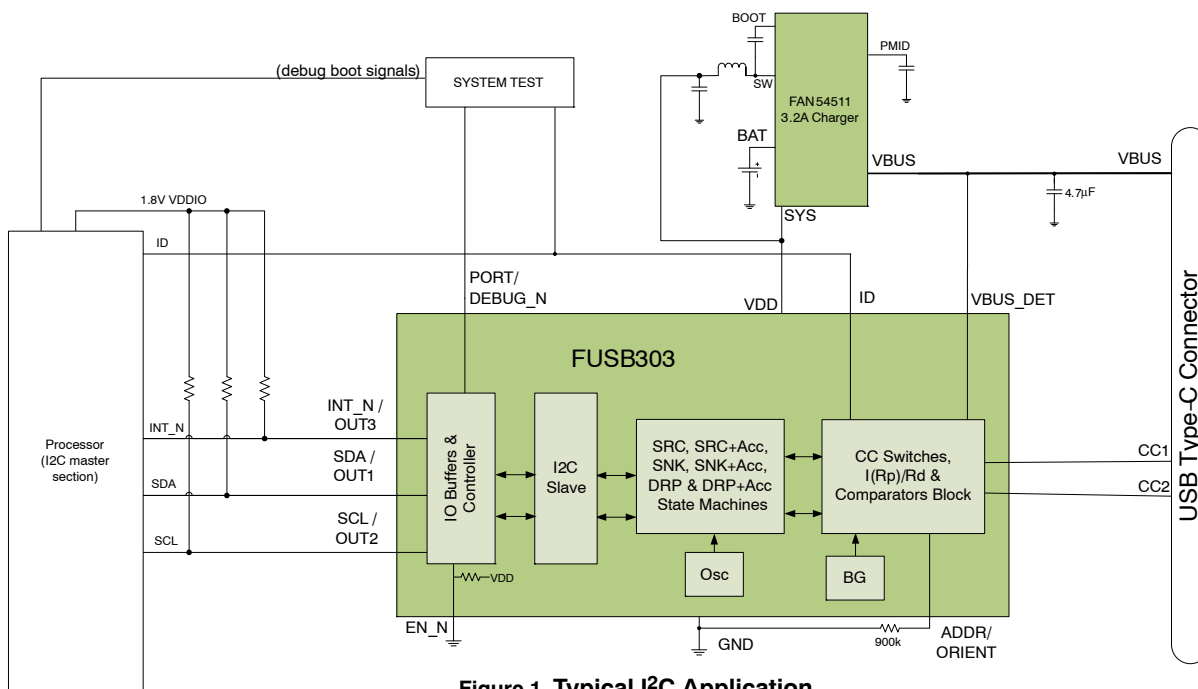 BOOT
PMID
(debug boot signals)
SYSTEM TEST
SW
FAN54511
3.2A Charger
BAT
+
-
VBUS
VBUS
4.7μF
SYS
1.8V VDDIO
ID
PORT/
DEBUG_N
VDD
ID
VBUS_DET
FUSB303
USB Type-C Connector
INT_N /
OUT3
INT_N
Processor
(I2C master
section)
SDA /
OUT1
SDA
SCL /
OUT2
SCL
IO Buffers &
Controller
I2C
Slave
SRC, SRC+Acc,
SNK, SNK+Acc,
DRP & DRP+Acc
State Machines
CC Switches,
I(Rp)/Rd &
Comparators Block
CC1
CC2
VDD
Osc
BG
EN_N
GND
900k
ADDR/
ORIENT
Figure 1. Typical I²C Application